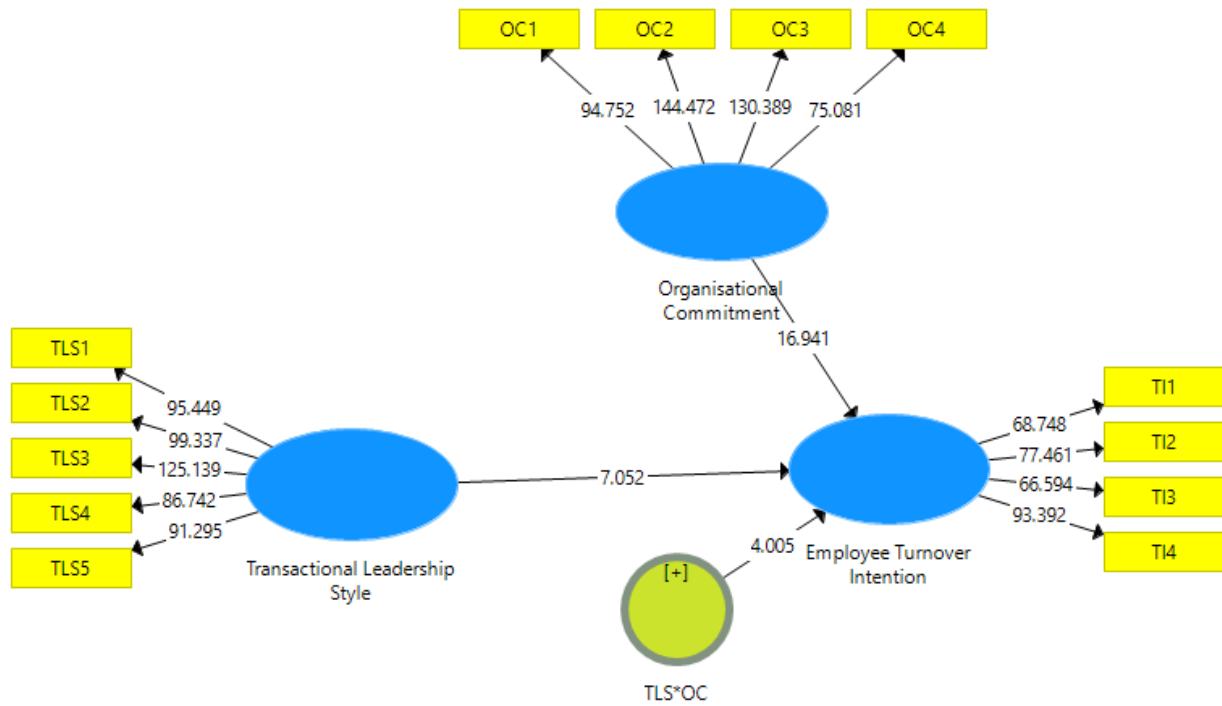 OC1 OC2 OC3 OC4
94.752 144.472 130.389 75.081
Organisational
Commitment
16.941
TLS1
TLS2
TLS3
TLS4
TLS5
95.449
99.337
125.139
86.742
91.295
Transactional Leadership
Style
7.052
[+]
TLS*OC
4.005
Employee Turnover
Intention
68.748
77.461
66.594
93.392
TI1
TI2
TI3
TI4